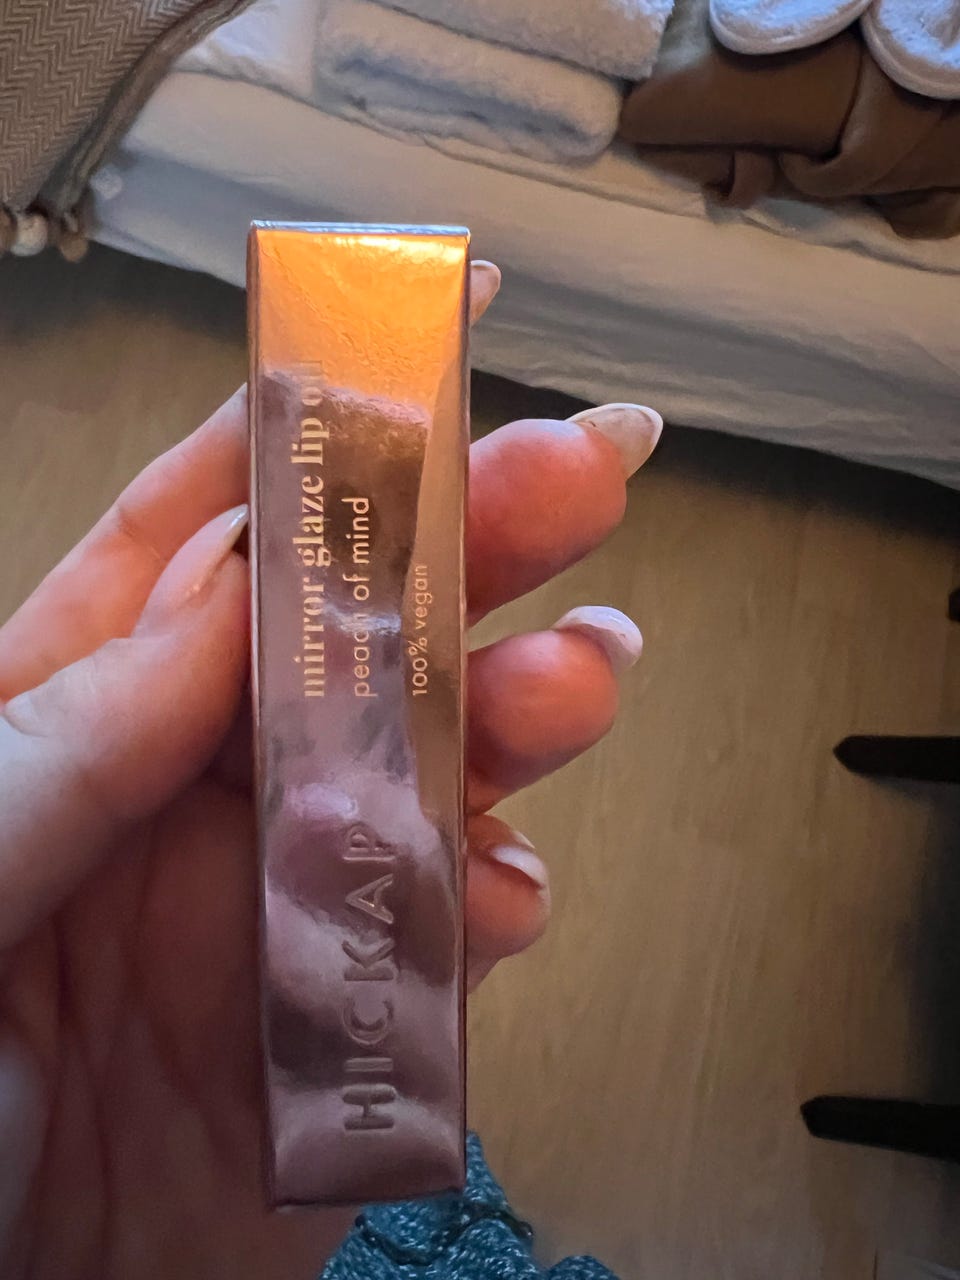 mirror glaze lip oil
peach of mind
100% vegan
HICKAP